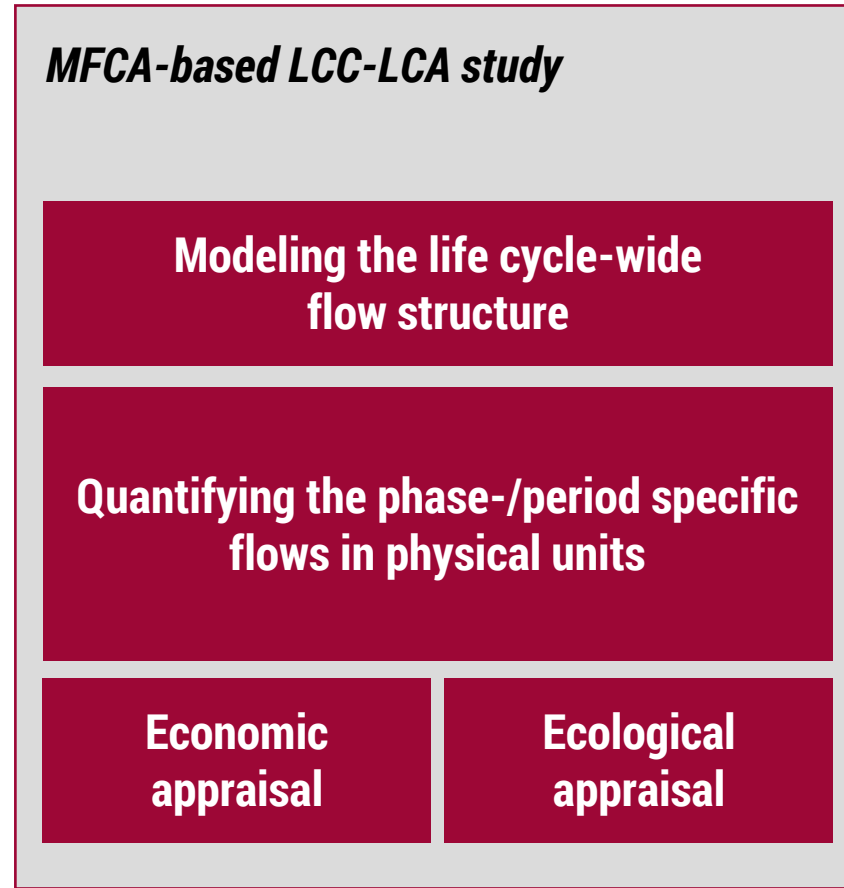 MFCA-based LCC-LCA study
Modeling the life cycle-wide
flow structure
Quantifying the phase-/period specific
flows in physical units
Economic
appraisal
Ecological
appraisal